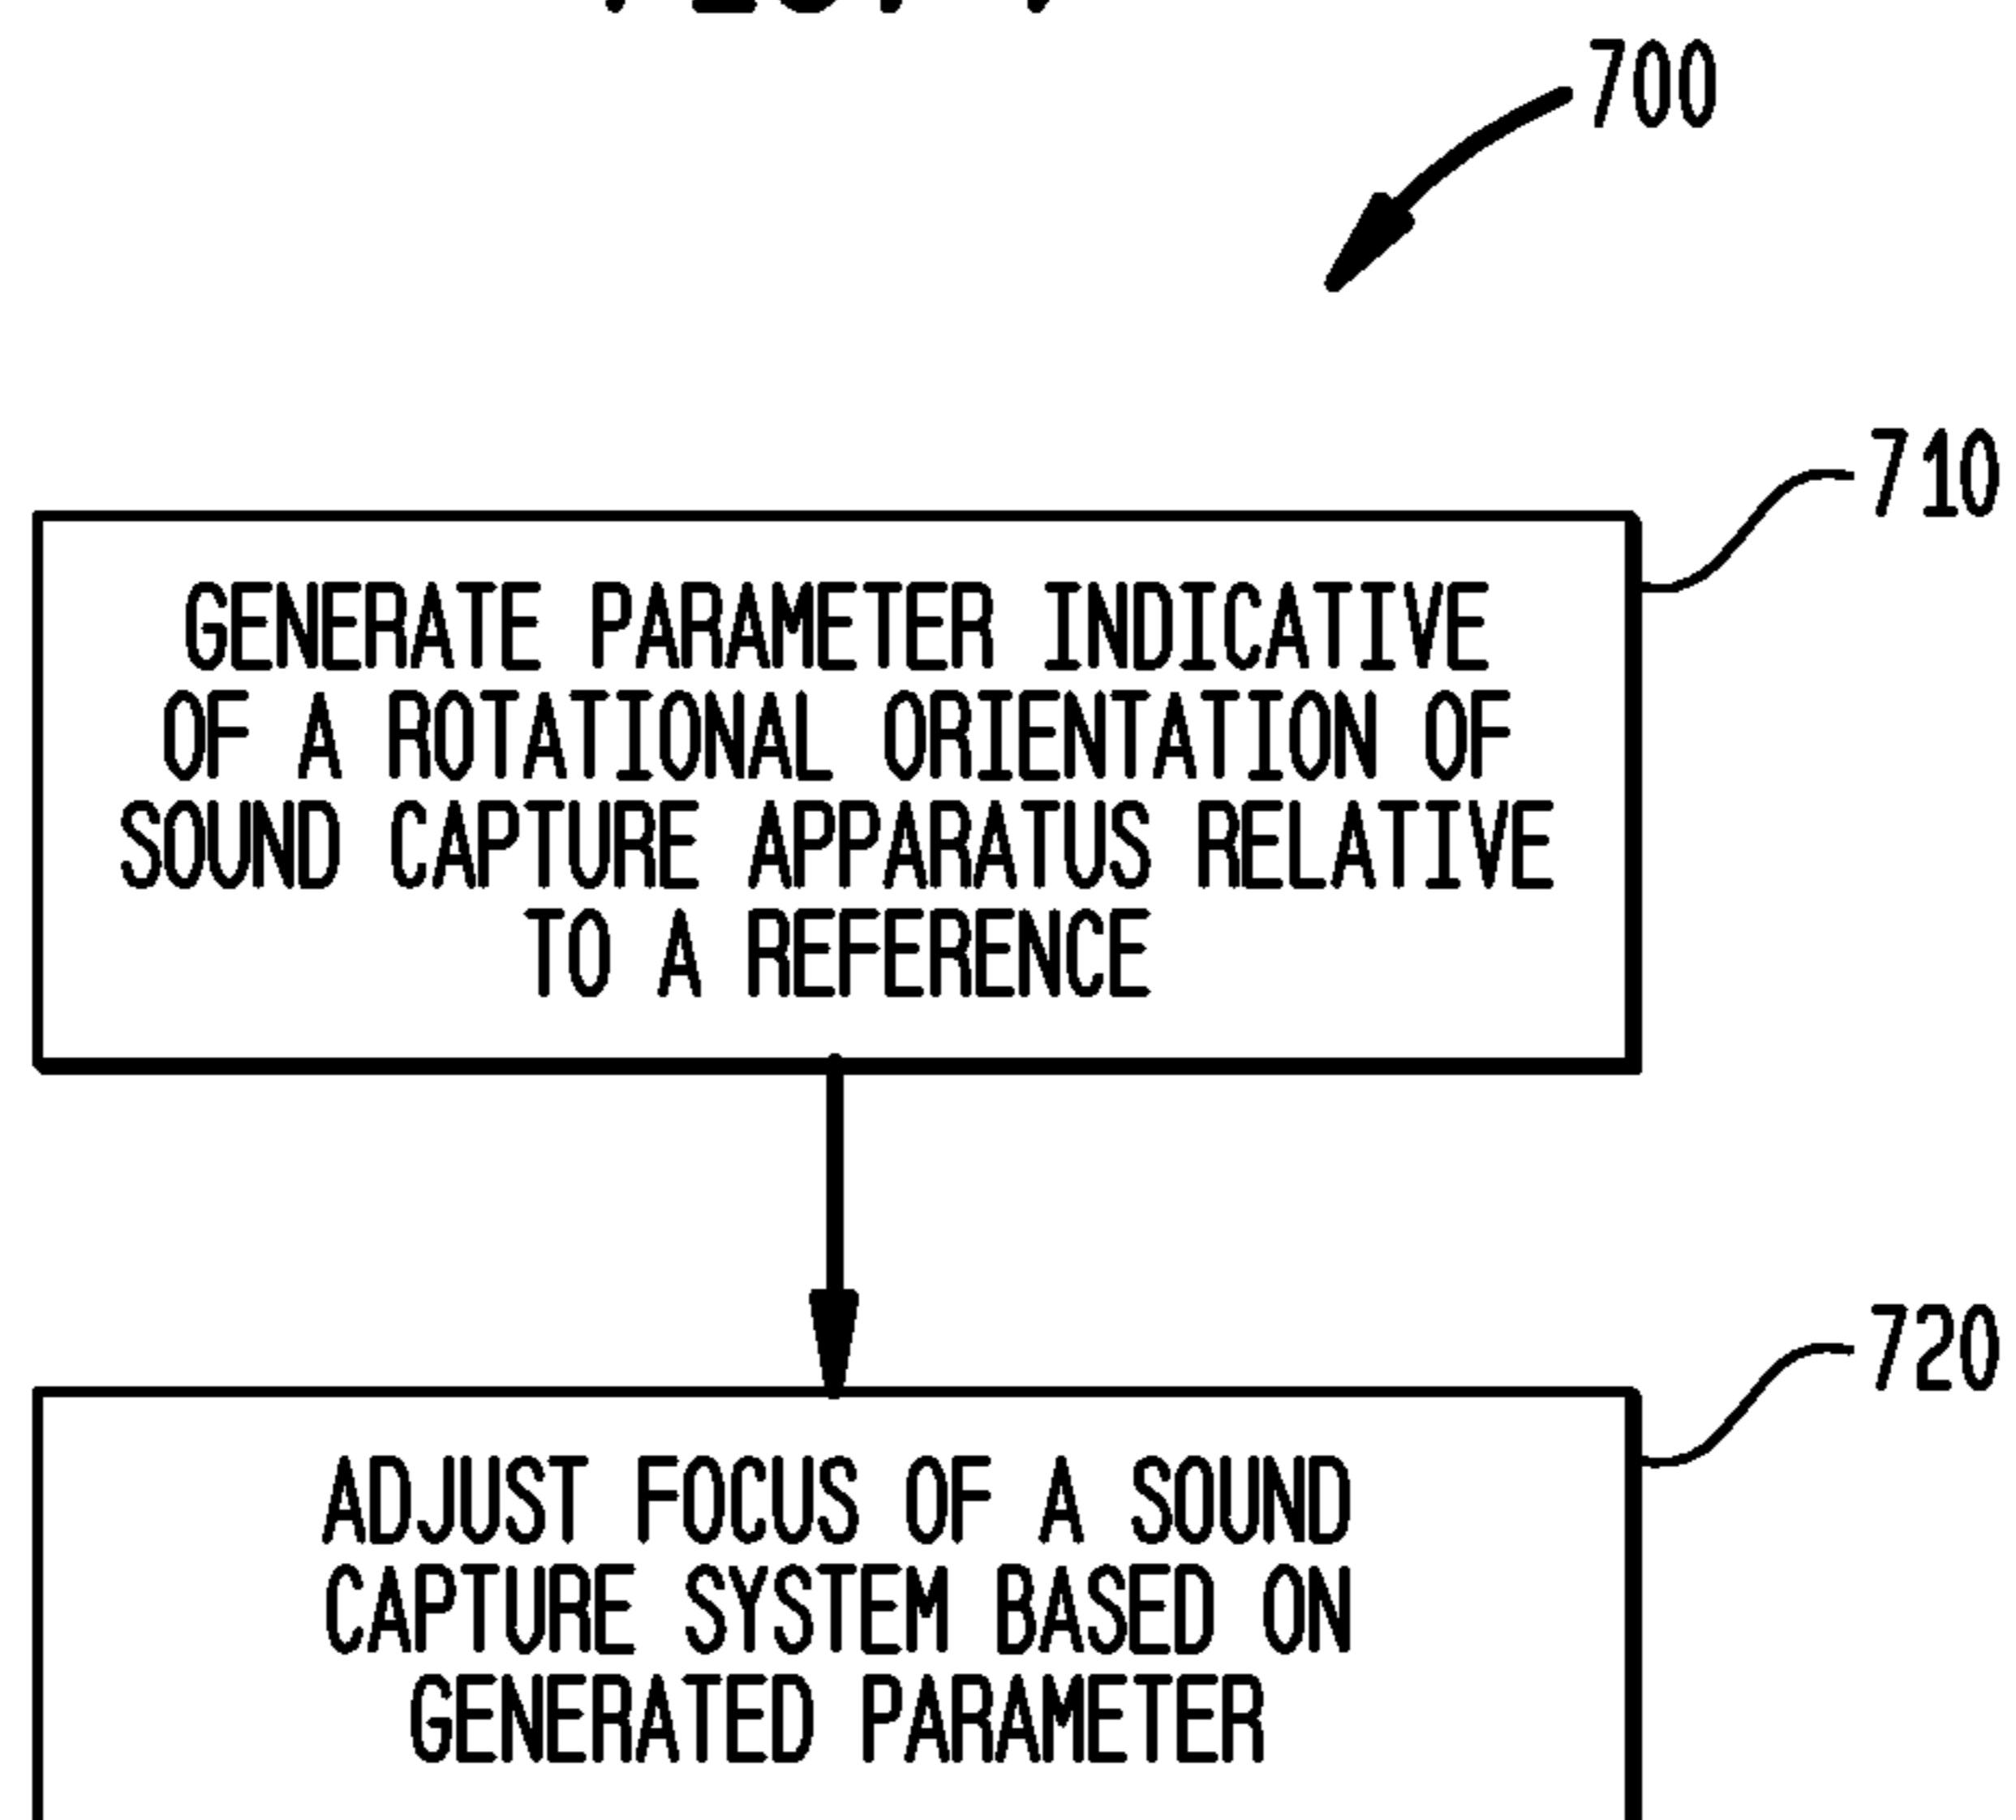 700
710
GENERATE PARAMETER INDICATIVE
OF A ROTATIONAL ORIENTATION OF
SOUND CAPTURE APPARATUS RELATIVE
TO A REFERENCE
720
ADJUST FOCUS OF A SOUND
CAPTURE SYSTEM BASED ON
GENERATED PARAMETER